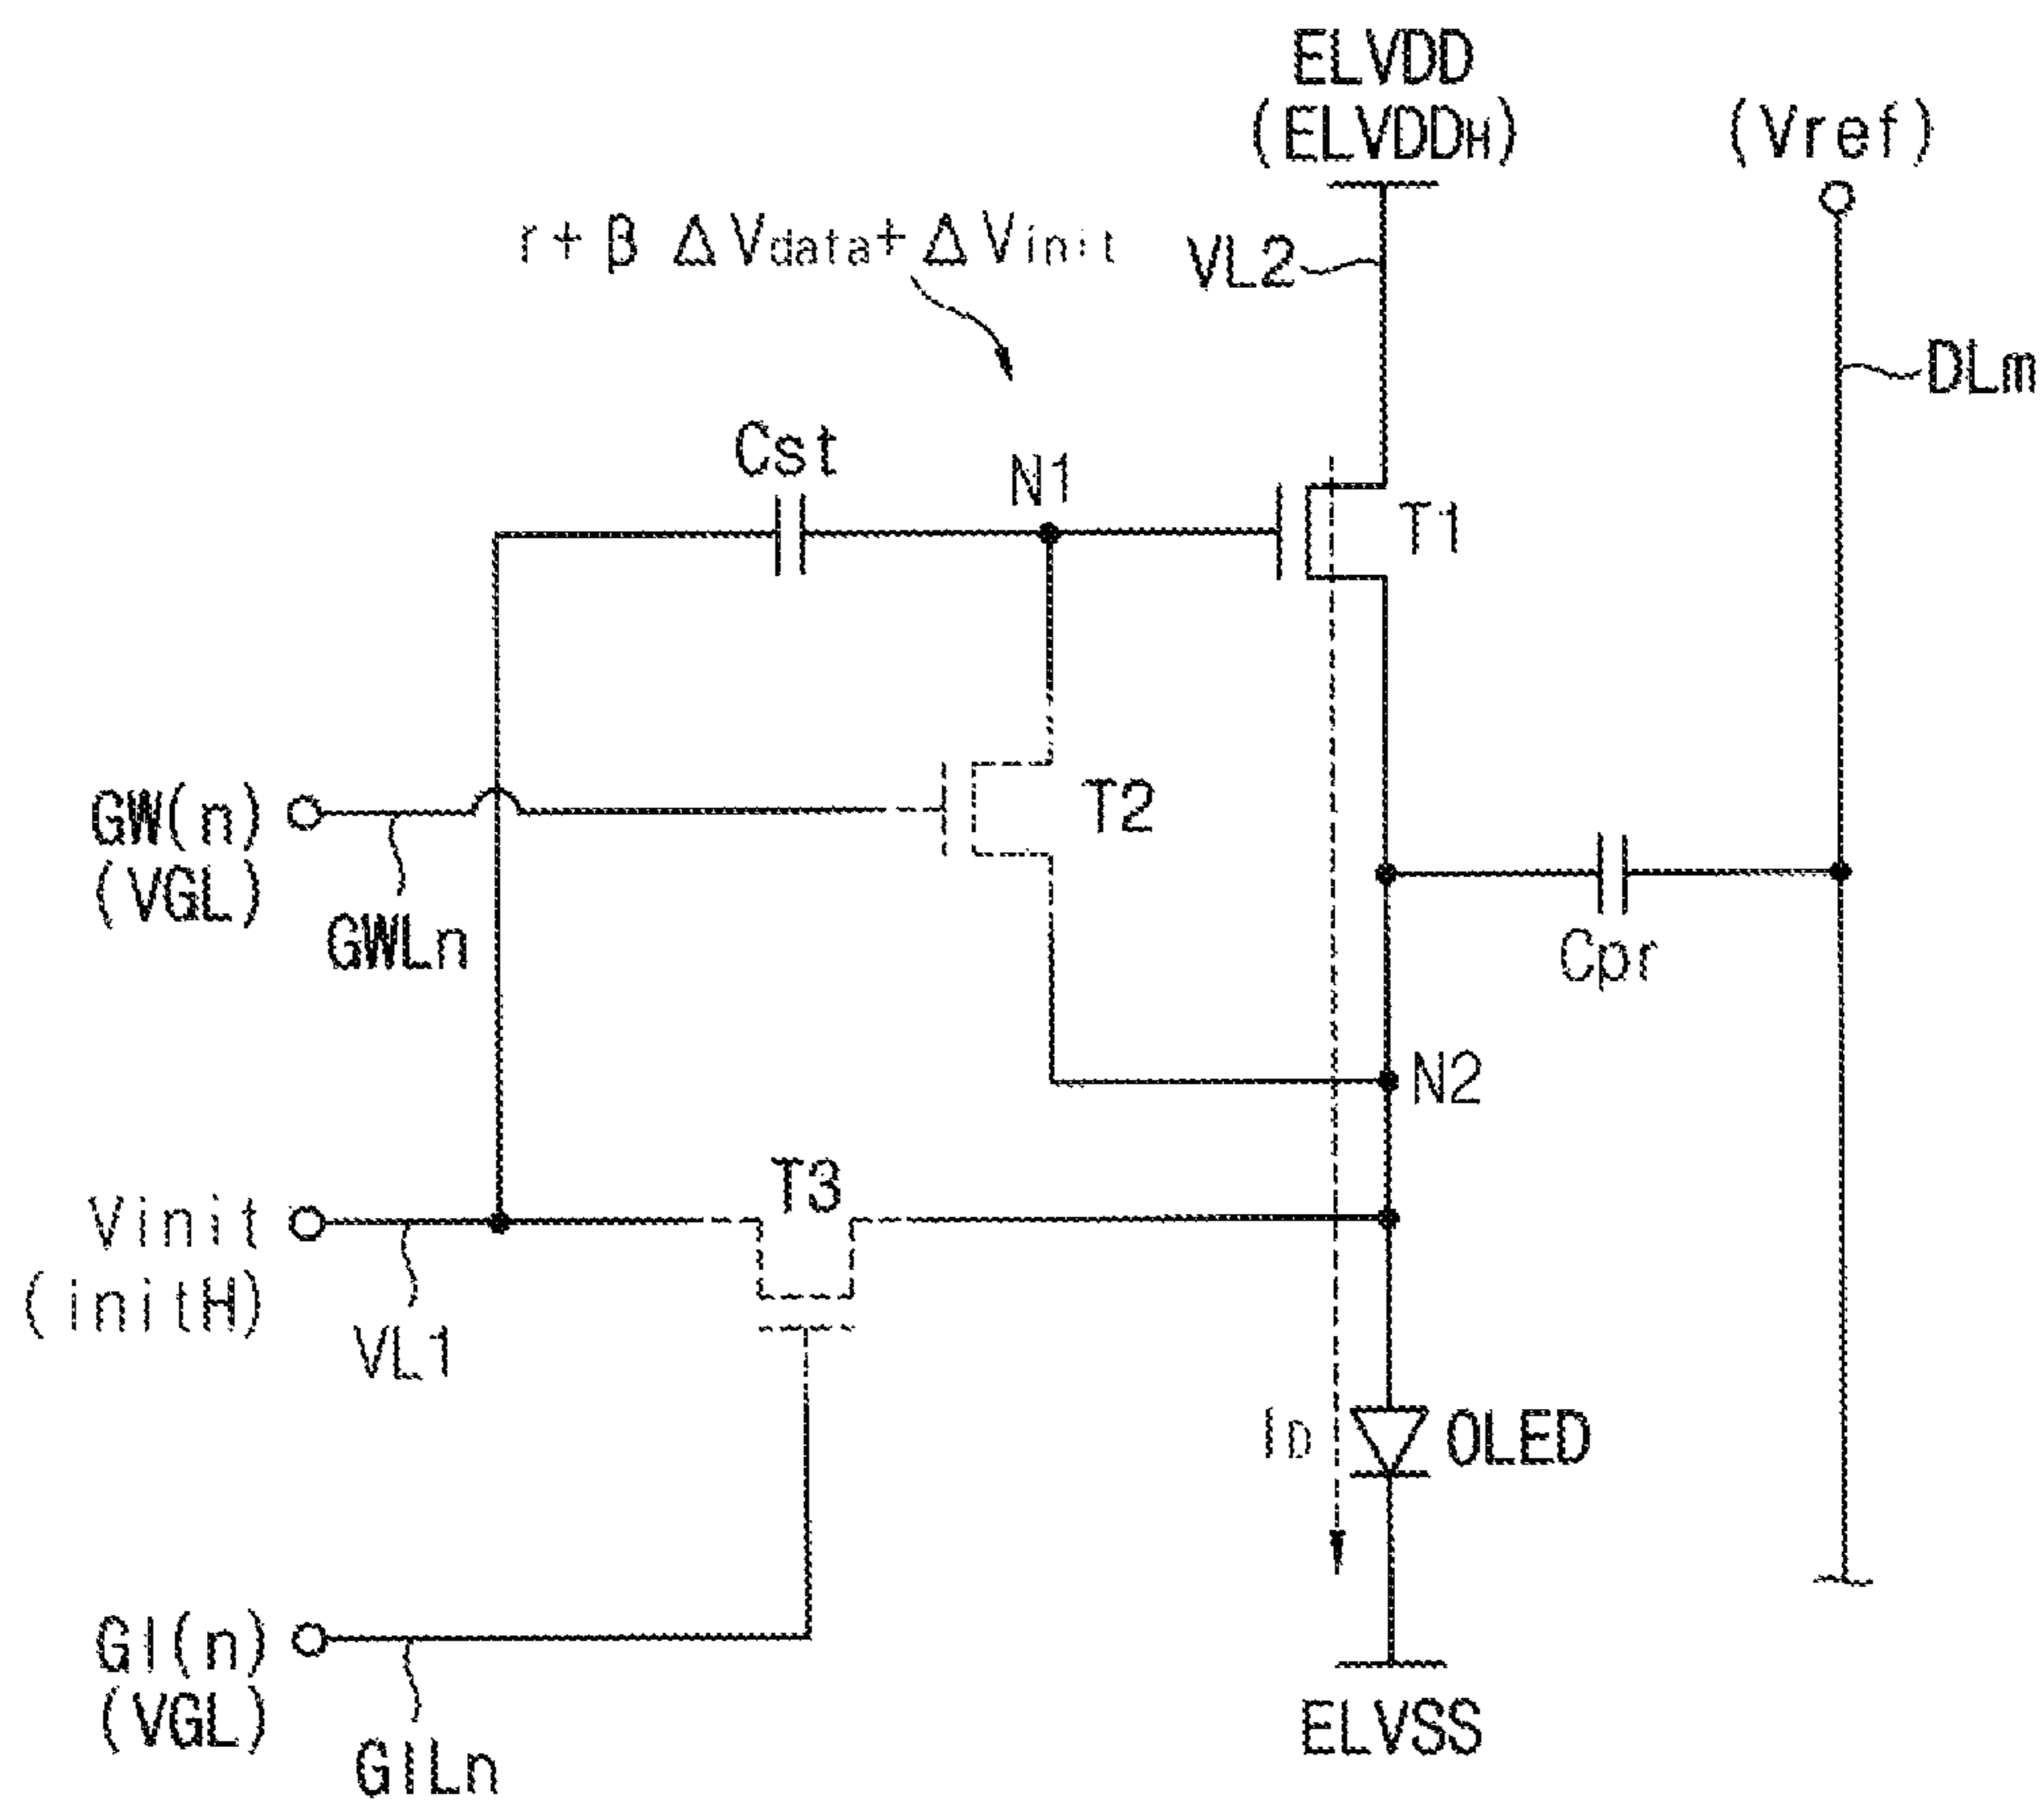 ELVDD
(ELVDDH)
(Vref)
r+β ΔVdata+ΔVinit
VL2
DLm
Cst
N1
T1
GW(n)
(VGL)
GWLn
T2
Cpr
N2
T3
Vinit
(initH)
VL1
ID
OLED
GI(n)
(VGL)
GILn
ELVSS